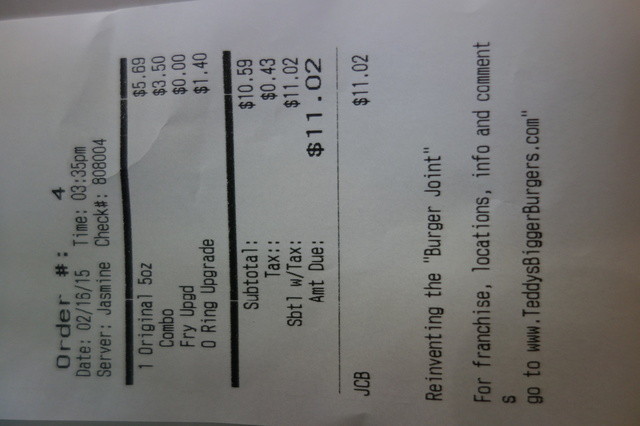 Order #: 4
Date: 02/16/15 Time: 03:35pm
Server: Jasmine Check#: 808004
1 Original 5oz $5.69
Combo $3.50
Fry Upgd $0.00
O Ring Upgrade $1.40
Subtotal: $10.59
Tax:: $0.43
Sbtl w/Tax: $11.02
Amt Due: $11.02
JCB $11.02
Reinventing the "Burger Joint"
For franchise, locations, info and comment
s
go to www.TeddysBiggerBurgers.com"